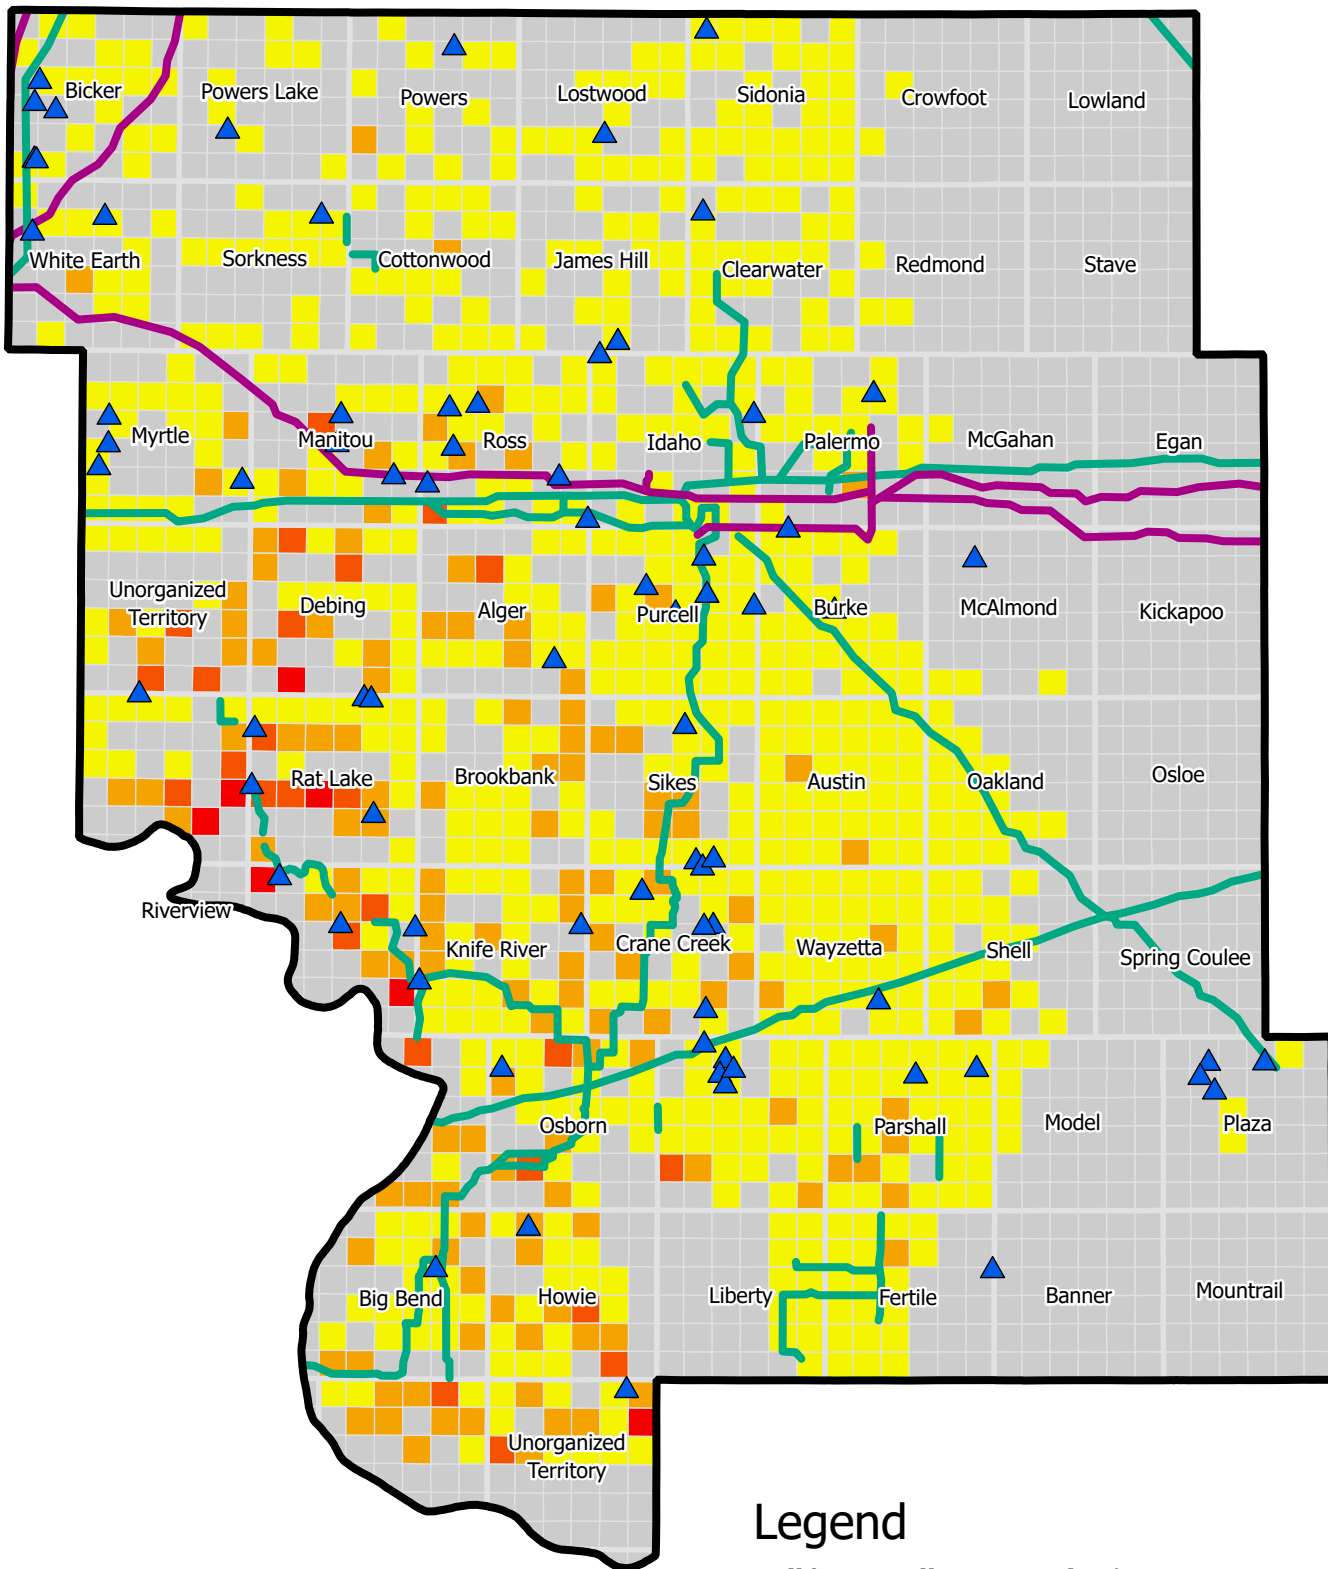 Bicker
Powers Lake
Powers
Lostwood
Sidonia
Crowfoot
Lowland
White Earth
Sorkness
Cottonwood
James Hill
Clearwater
Redmond
Stave
Myrtle
Manitou
Ross
Idaho
Palermo
McGahan
Egan
Unorganized
Territory
Debing
Alger
Purcell
Burke
McAlmond
Kickapoo
Rat Lake
Brookbank
Sikes
Austin
Oakland
Osloe
Riverview
Knife River
Crane Creek
Wayzetta
Shell
Spring Coulee
Osborn
Parshall
Model
Plaza
Big Bend
Howie
Liberty
Fertile
Banner
Mountrail
Unorganized
Territory
Legend